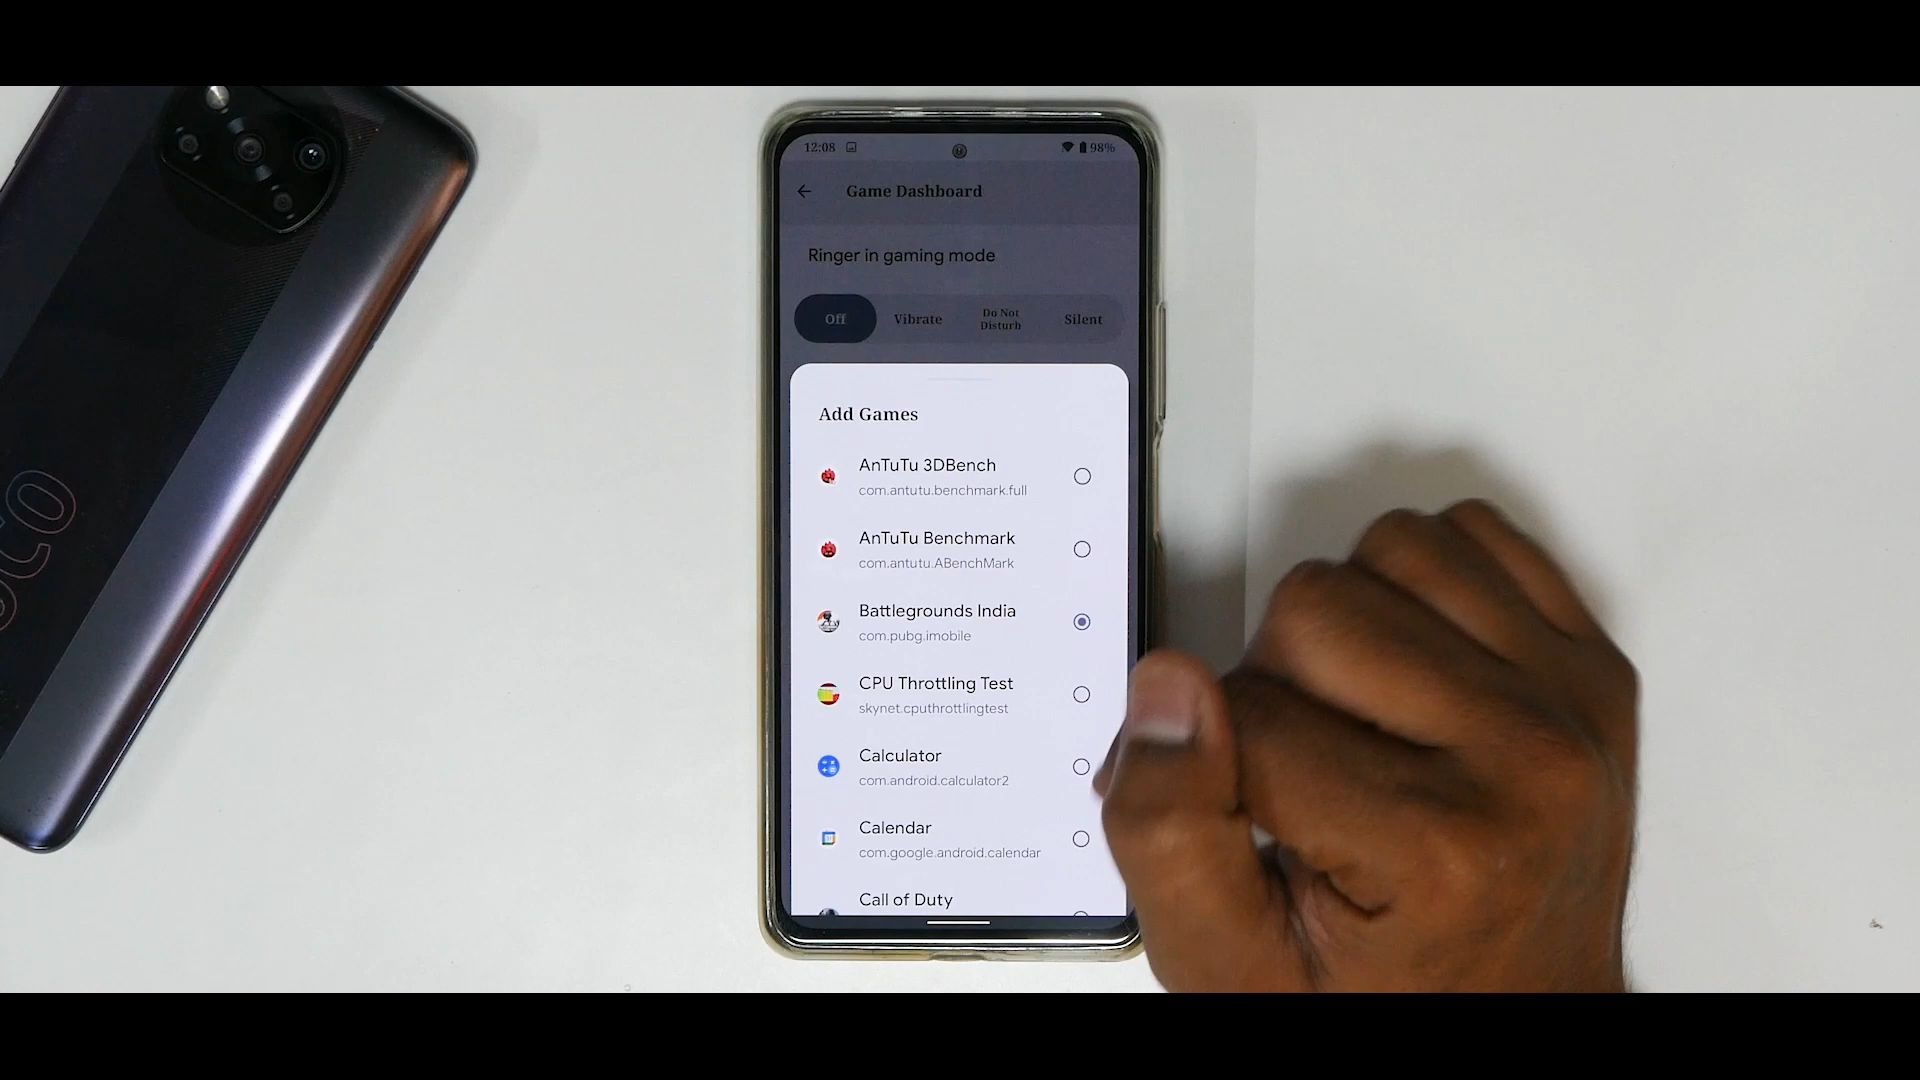 12:08
98%
Game Dashboard
Ringer in gaming mode
Off
Vibrate
Do Not
Disturb
Silent
Add Games
AnTuTu 3DBench
com.antutu.benchmark.full
AnTuTu Benchmark
com.antutu.ABenchMark
Battlegrounds India
com.pubg.imobile
CPU Throttling Test
skynet.cputhrottlingtest
Calculator
com.android.calculator2
Calendar
com.google.android.calendar
Call of Duty